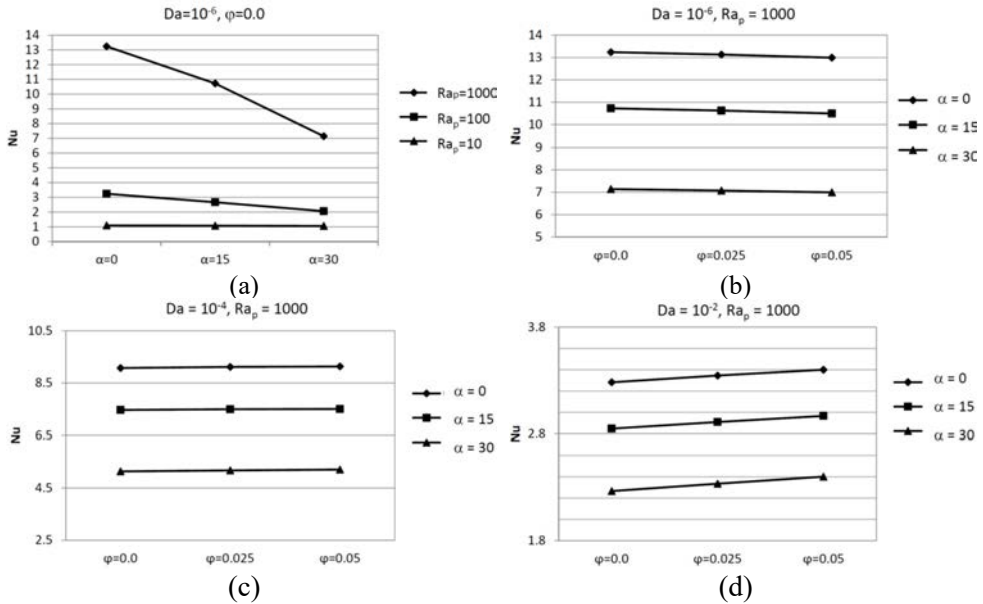 Da=10⁻⁶, φ=0.0
14
13
12
11
10
9
8
7
6
5
4
3
2
1
0
Nu
α=0 α=15 α=30
Raₚ=1000
Raₚ=100
Raₚ=10
(a)
Da = 10⁻⁶, Raₚ = 1000
14
13
12
11
10
9
8
7
6
5
Nu
φ=0.0 φ=0.025 φ=0.05
α = 0
α = 15
α = 30
(b)
Da = 10⁻⁴, Raₚ = 1000
10.5
8.5
6.5
4.5
2.5
Nu
φ=0.0 φ=0.025 φ=0.05
α = 0
α = 15
α = 30
(c)
Da = 10⁻², Raₚ = 1000
3.8
2.8
1.8
Nu
φ=0.0 φ=0.025 φ=0.05
α = 0
α = 15
α = 30
(d)